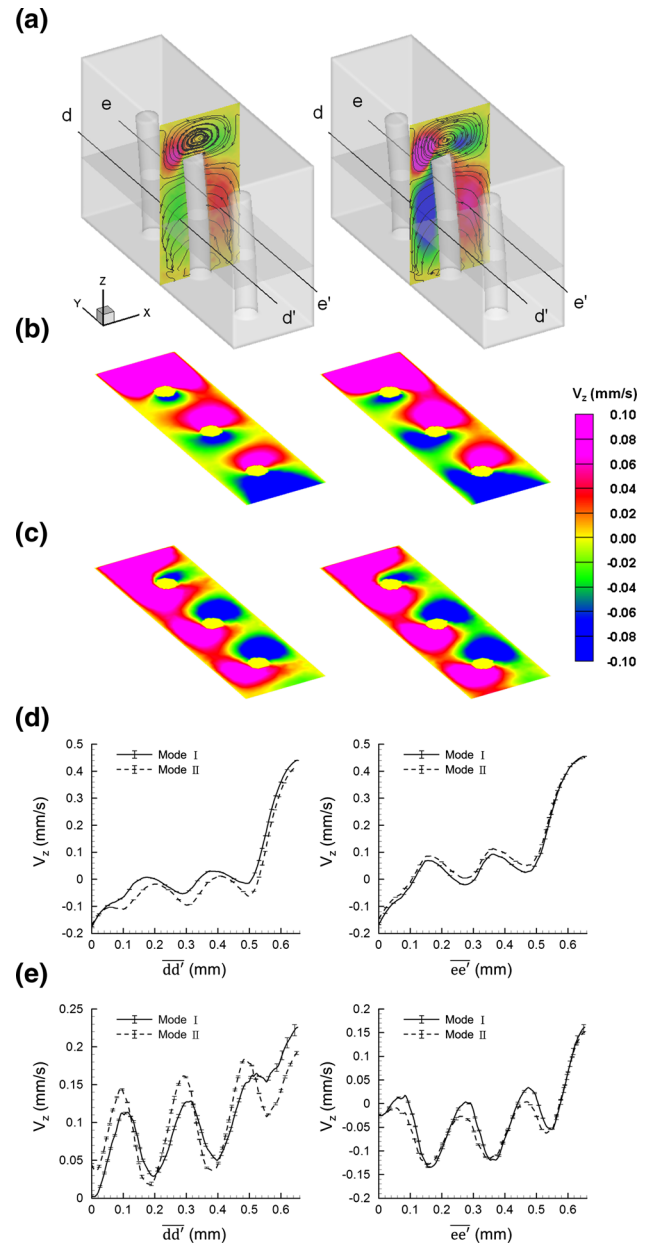 (a)
d
e
d'
e'
d
e
d'
e'
Z
Y
X
(b)
V_z (mm/s)
0.10
0.08
0.06
0.04
0.02
0.00
-0.02
-0.04
-0.06
-0.08
-0.10
(c)
(d)
0.5
0.4
0.3
0.2
0.1
0
-0.1
-0.2
V_z (mm/s)
Mode I
Mode II
0 0.1 0.2 0.3 0.4 0.5 0.6
dd' (mm)
0.5
0.4
0.3
0.2
0.1
0
-0.1
-0.2
V_z (mm/s)
Mode I
Mode II
0 0.1 0.2 0.3 0.4 0.5 0.6
ee' (mm)
(e)
0.25
0.2
0.15
0.1
0.05
0
V_z (mm/s)
Mode I
Mode II
0 0.1 0.2 0.3 0.4 0.5 0.6
dd' (mm)
0.2
0.15
0.1
0.05
0
-0.05
-0.1
-0.15
-0.2
V_z (mm/s)
Mode I
Mode II
0 0.1 0.2 0.3 0.4 0.5 0.6
ee' (mm)